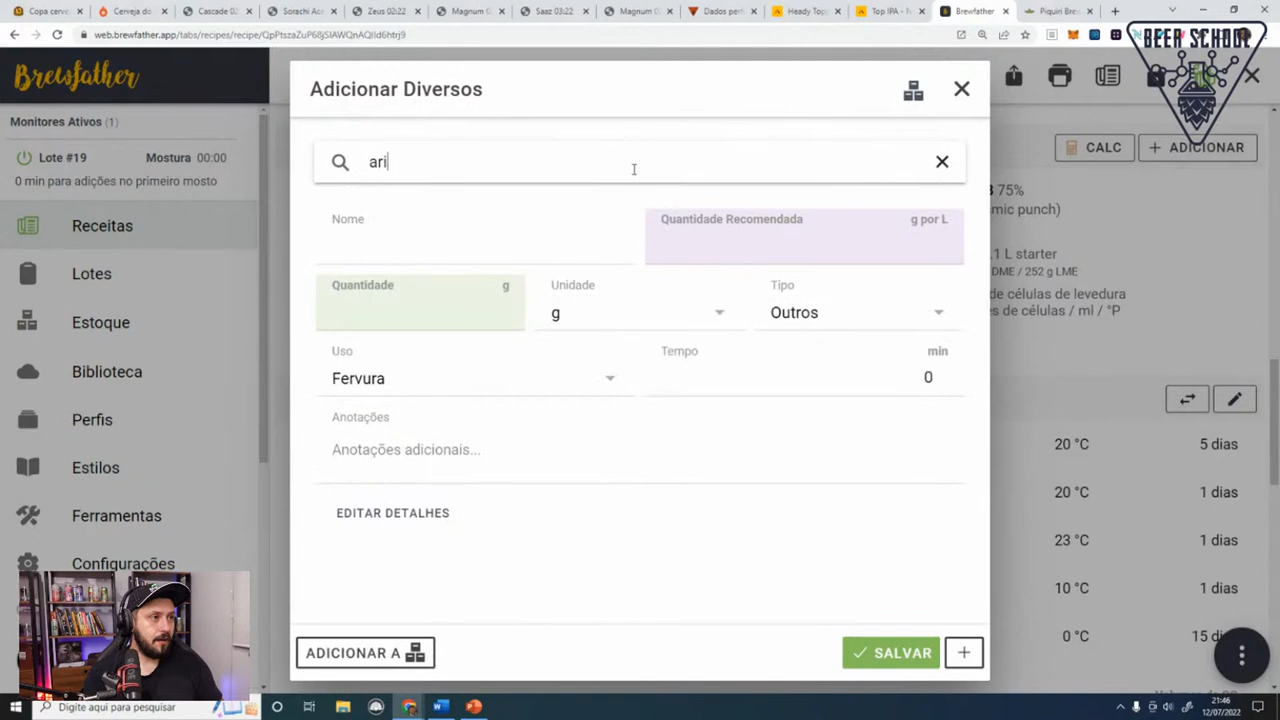 Copa cerve
Cerveja do
Cascade 02
Sorachi Ac
Zeus 02:22
Magnum 0
Saaz 03:22
Magnum 0
Dados per
Heady Top
Top IPA - N
Brewfather
Piquiri Bre
web.brewfather.app/tabs/recipes/recipe/QpPtszaZuP68jSIAWQnAQIId6htrj9
BEER SCHOOL
Brewfather
Monitores Ativos (1)
Lote #19 Mostura 00:00
0 min para adições no primeiro mosto
Receitas
Lotes
Estoque
Biblioteca
Perfis
Estilos
Ferramentas
Configurações
Adicionar Diversos
ari
Nome
Quantidade Recomendada g por L
Quantidade g
Unidade
g
Tipo
Outros
Uso
Fervura
Tempo min
0
Anotações
Anotações adicionais...
EDITAR DETALHES
ADICIONAR A
SALVAR
CALC
ADICIONAR
75%
mic punch)
.1 L starter
DME / 252 g LME
de células de levedura
s de células / ml / °P
20 °C 5 dias
20 °C 1 dias
23 °C 1 dias
10 °C 1 dias
0 °C 15 di
Digite aqui para pesquisar
21:46
12/07/2022